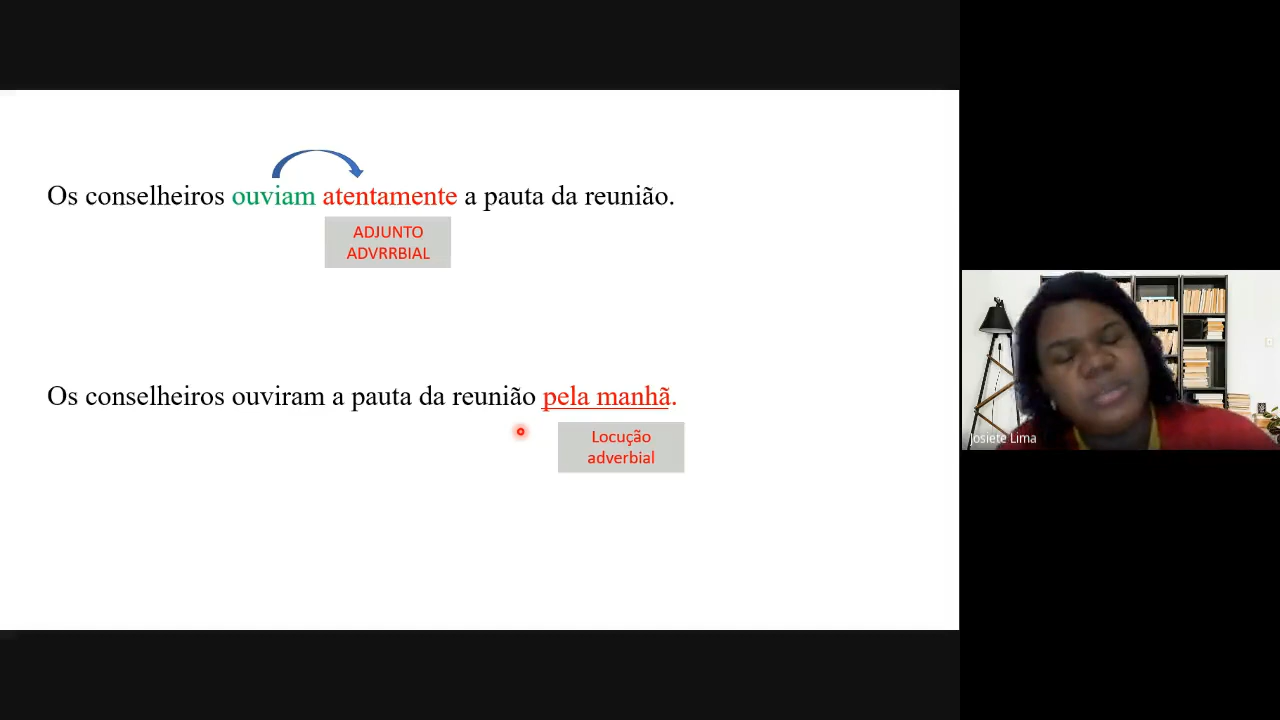 Os conselheiros ouviam atentamente a pauta da reunião.
ADJUNTO
ADVRRBIAL
Os conselheiros ouviram a pauta da reunião pela manhã.
Locução
adverbial
Josiete Lima